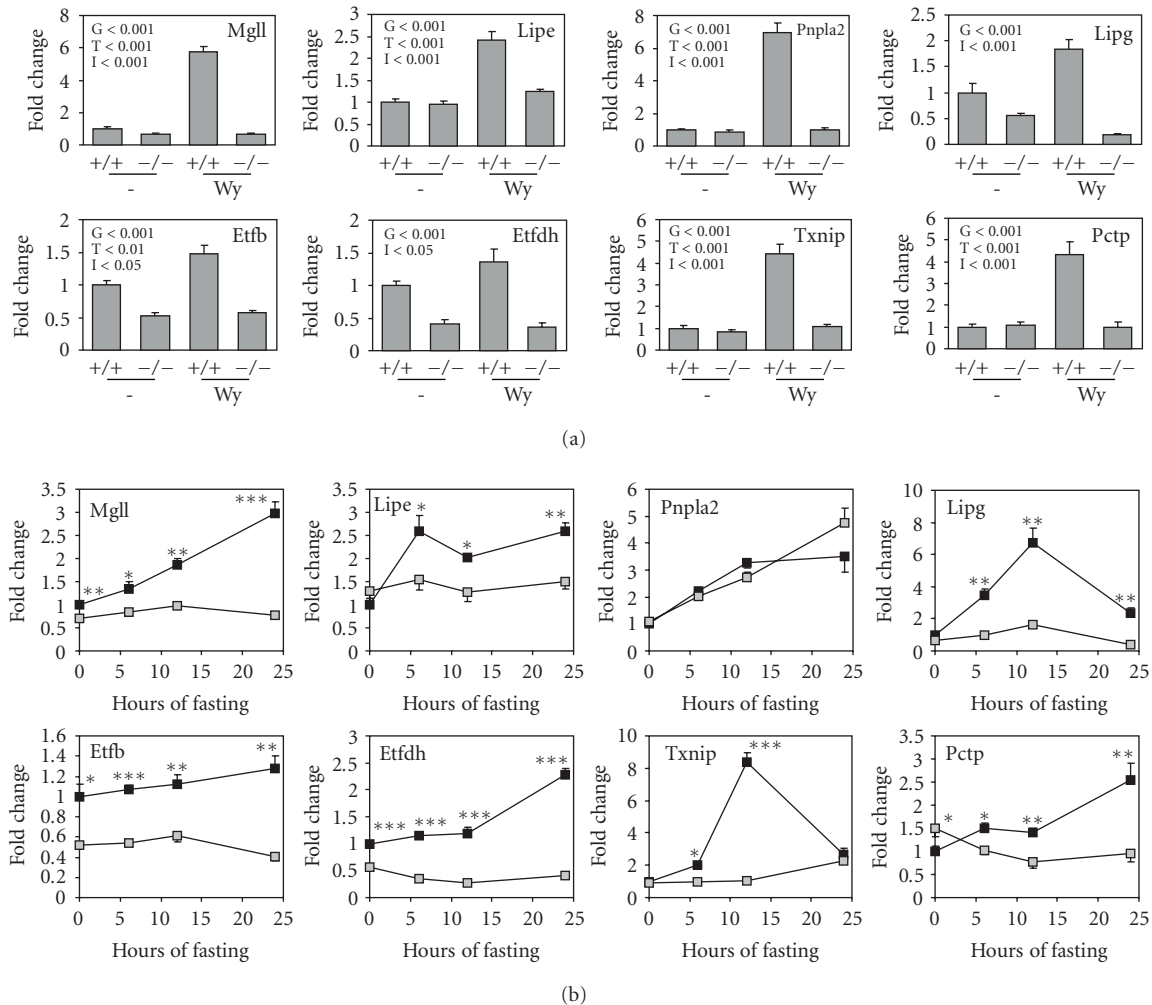 Mgll
G < 0.001
T < 0.001
I < 0.001
Fold change
8
6
4
2
0
+/+ −/− +/+ −/−
- Wy
Lipe
G < 0.001
T < 0.001
I < 0.001
Fold change
3
2.5
2
1.5
1
0.5
0
+/+ −/− +/+ −/−
- Wy
Pnpla2
G < 0.001
T < 0.001
I < 0.001
Fold change
8
6
4
2
0
+/+ −/− +/+ −/−
- Wy
Lipg
G < 0.001
I < 0.001
Fold change
2.5
2
1.5
1
0.5
0
+/+ −/− +/+ −/−
- Wy
Etfb
G < 0.001
T < 0.01
I < 0.05
Fold change
2
1.5
1
0.5
0
+/+ −/− +/+ −/−
- Wy
Etfdh
G < 0.001
I < 0.05
Fold change
2
1.5
1
0.5
0
+/+ −/− +/+ −/−
- Wy
Txnip
G < 0.001
T < 0.001
I < 0.001
Fold change
6
5
4
3
2
1
0
+/+ −/− +/+ −/−
- Wy
Pctp
G < 0.001
T < 0.001
I < 0.001
Fold change
6
5
4
3
2
1
0
+/+ −/− +/+ −/−
- Wy
(a)
Mgll
Fold change
3.5
3
2.5
2
1.5
1
0.5
0
** * ** ***
0 5 10 15 20 25
Hours of fasting
Lipe
Fold change
3.5
3
2.5
2
1.5
1
0.5
0
* * **
0 5 10 15 20 25
Hours of fasting
Pnpla2
Fold change
6
5
4
3
2
1
0
0 5 10 15 20 25
Hours of fasting
Lipg
Fold change
10
8
6
4
2
0
** ** **
0 5 10 15 20 25
Hours of fasting
Etfb
Fold change
1.6
1.4
1.2
1
0.8
0.6
0.4
0.2
0
* *** ** **
0 5 10 15 20 25
Hours of fasting
Etfdh
Fold change
3
2.5
2
1.5
1
0.5
0
*** *** *** ***
0 5 10 15 20 25
Hours of fasting
Txnip
Fold change
10
8
6
4
2
0
* ***
0 5 10 15 20 25
Hours of fasting
Pctp
Fold change
3.5
3
2.5
2
1.5
1
0.5
0
* * ** **
0 5 10 15 20 25
Hours of fasting
(b)